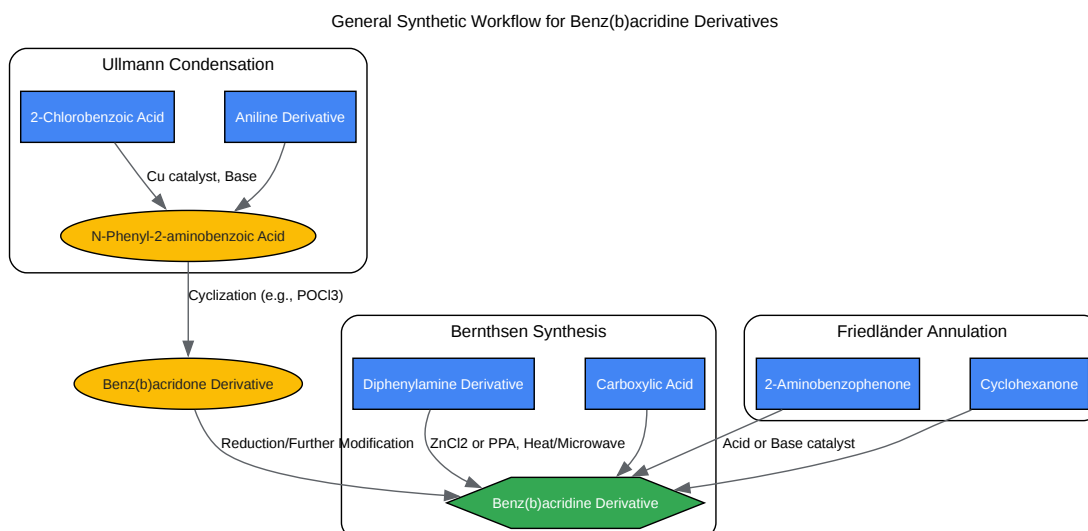 General Synthetic Workflow for Benz(b)acridine Derivatives
Ullmann Condensation
2-Chlorobenzoic Acid
Aniline Derivative
Cu catalyst, Base
N-Phenyl-2-aminobenzoic Acid
Cyclization (e.g., POCl3)
Bernthsen Synthesis
Friedländer Annulation
Benz(b)acridone Derivative
Diphenylamine Derivative
Carboxylic Acid
2-Aminobenzophenone
Cyclohexanone
Reduction/Further Modification
ZnCl2 or PPA, Heat/Microwave
Acid or Base catalyst
Benz(b)acridine Derivative